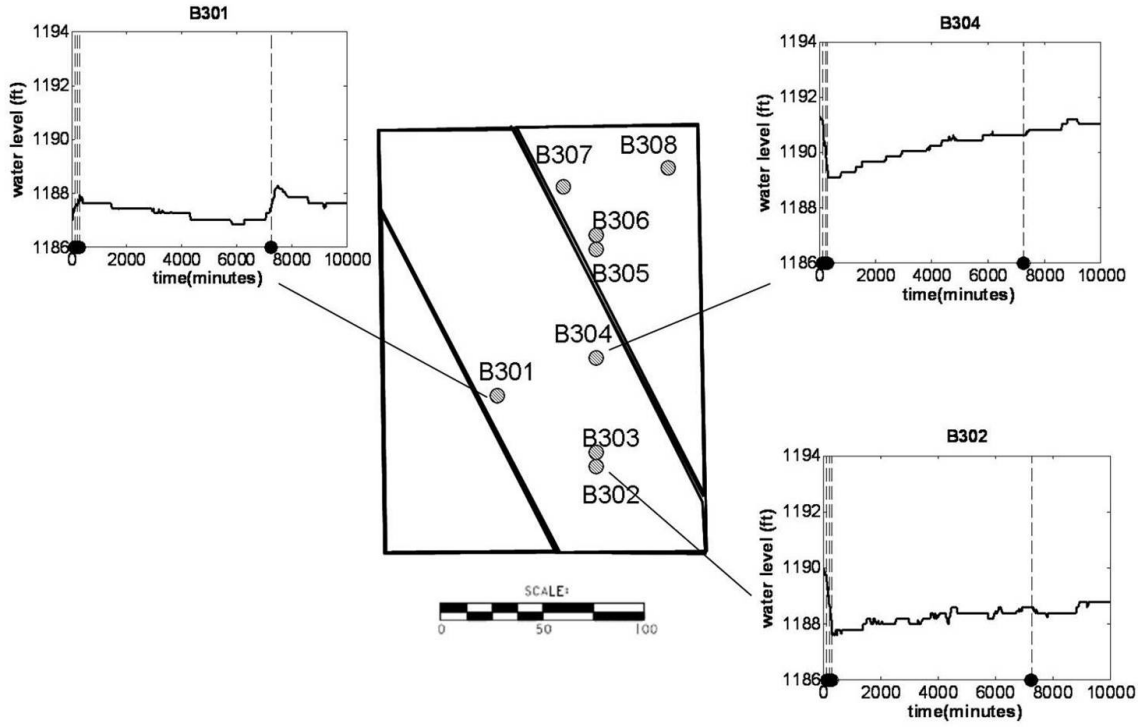 B301
1194
1192
1190
1188
1186
water level (ft)
0 2000 4000 6000 8000 10000
time(minutes)
B304
1194
1192
1190
1188
1186
water level (ft)
0 2000 4000 6000 8000 10000
time(minutes)
B307
B308
B306
B305
B304
B301
B303
B302
SCALE:
0 50 100
B302
1194
1192
1190
1188
1186
water level (ft)
0 2000 4000 6000 8000 10000
time(minutes)